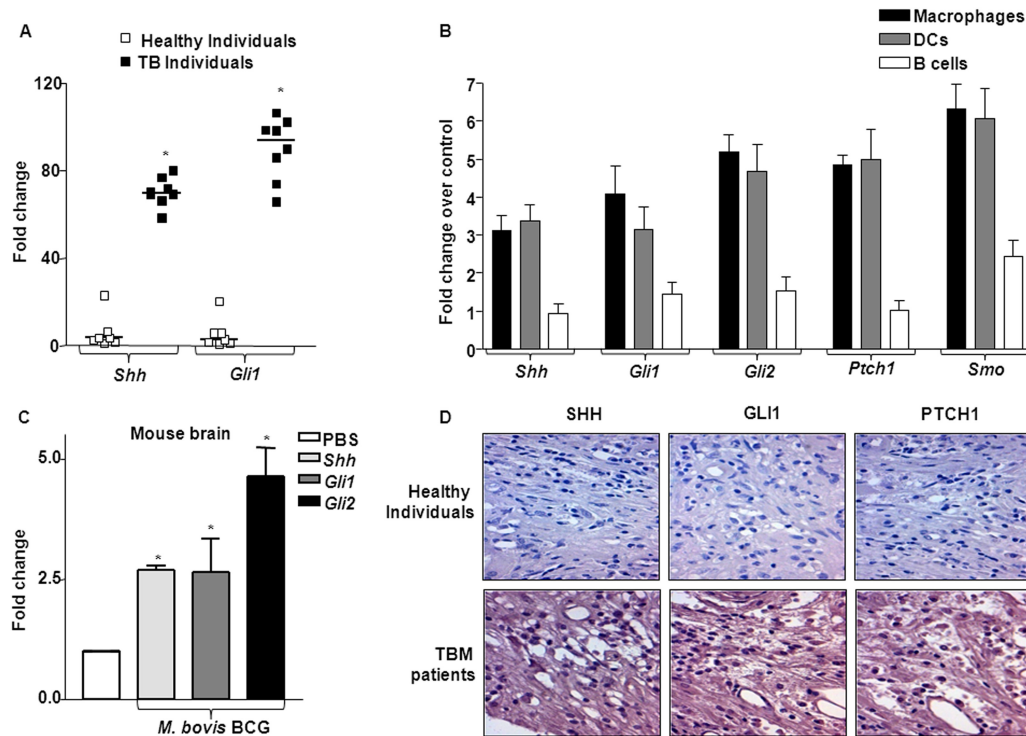 A
Healthy Individuals
TB Individuals
Fold change
120
80
40
0
*
*
Shh
Gli1
B
Macrophages
DCs
B cells
Fold change over control
7
6
5
4
3
2
1
0
Shh
Gli1
Gli2
Ptch1
Smo
C
Mouse brain
PBS
Shh
Gli1
Gli2
Fold change
5.0
2.5
0.0
*
*
*
M. bovis BCG
D
SHH
GLI1
PTCH1
Healthy
Individuals
TBM
patients